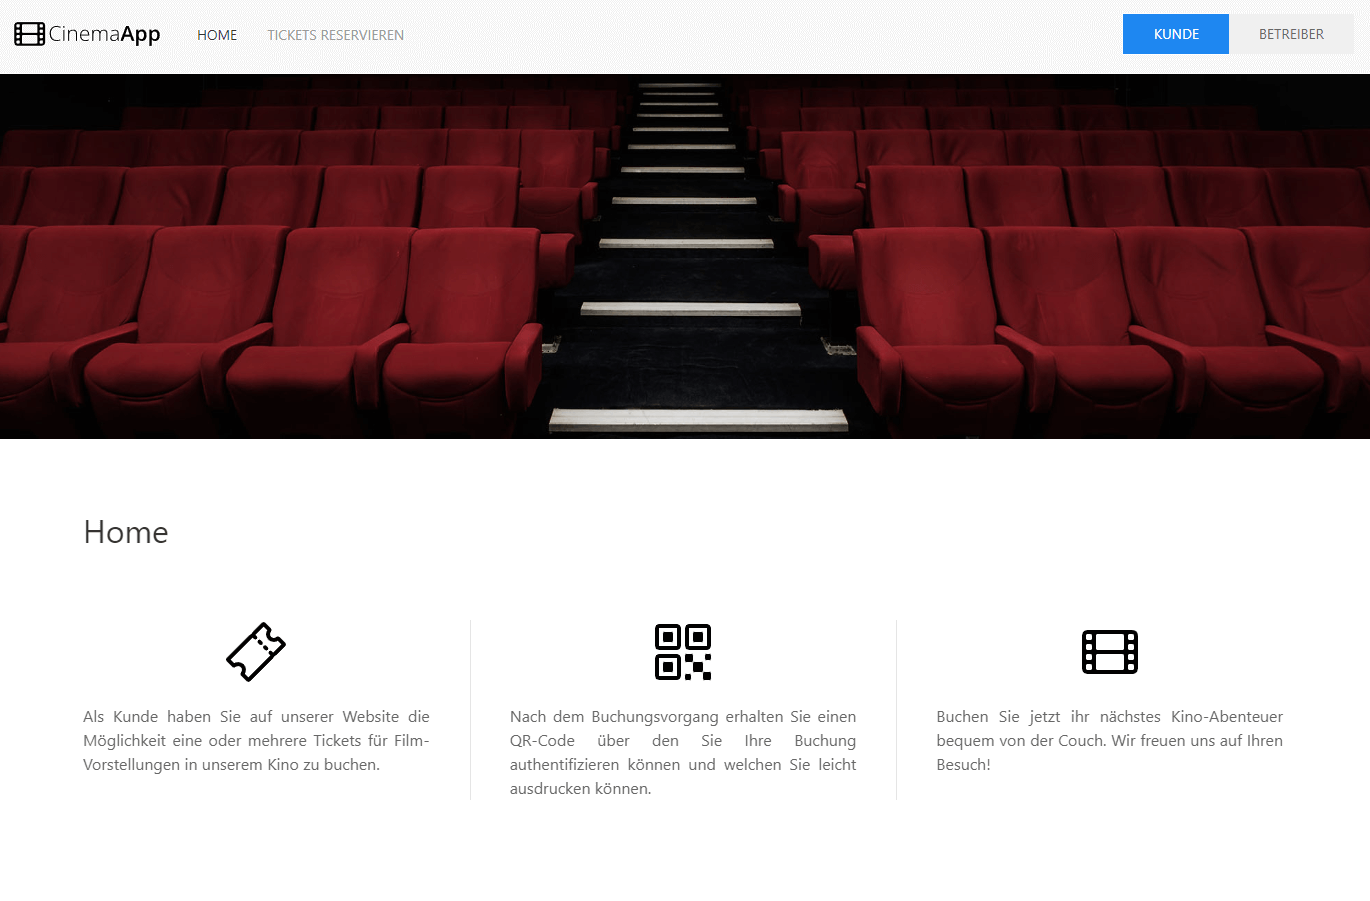 CinemaApp HOME TICKETS RESERVIEREN KUNDE BETREIBER
Home
Als Kunde haben Sie auf unserer Website die
Möglichkeit eine oder mehrere Tickets für Film-
Vorstellungen in unserem Kino zu buchen.
Nach dem Buchungsvorgang erhalten Sie einen
QR-Code über den Sie Ihre Buchung
authentifizieren können und welchen Sie leicht
ausdrucken können.
Buchen Sie jetzt ihr nächstes Kino-Abenteuer
bequem von der Couch. Wir freuen uns auf Ihren
Besuch!